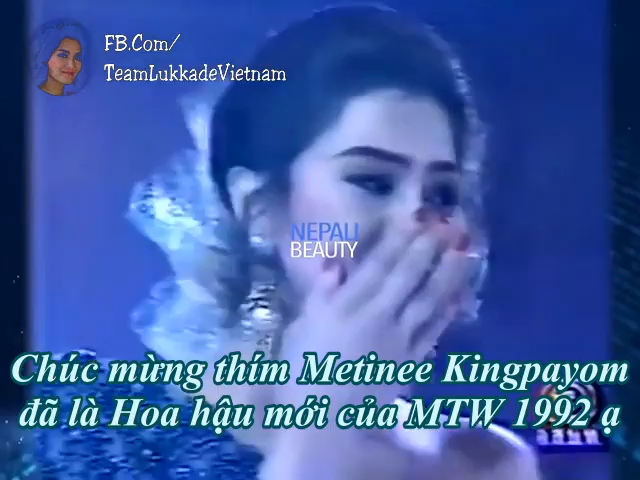 FB.Com/
TeamLukkadeVietnam
NEPALI
BEAUTY
Chúc mừng thím Metinee Kingpayom
đã là Hoa hậu mới của MTW 1992 ạ